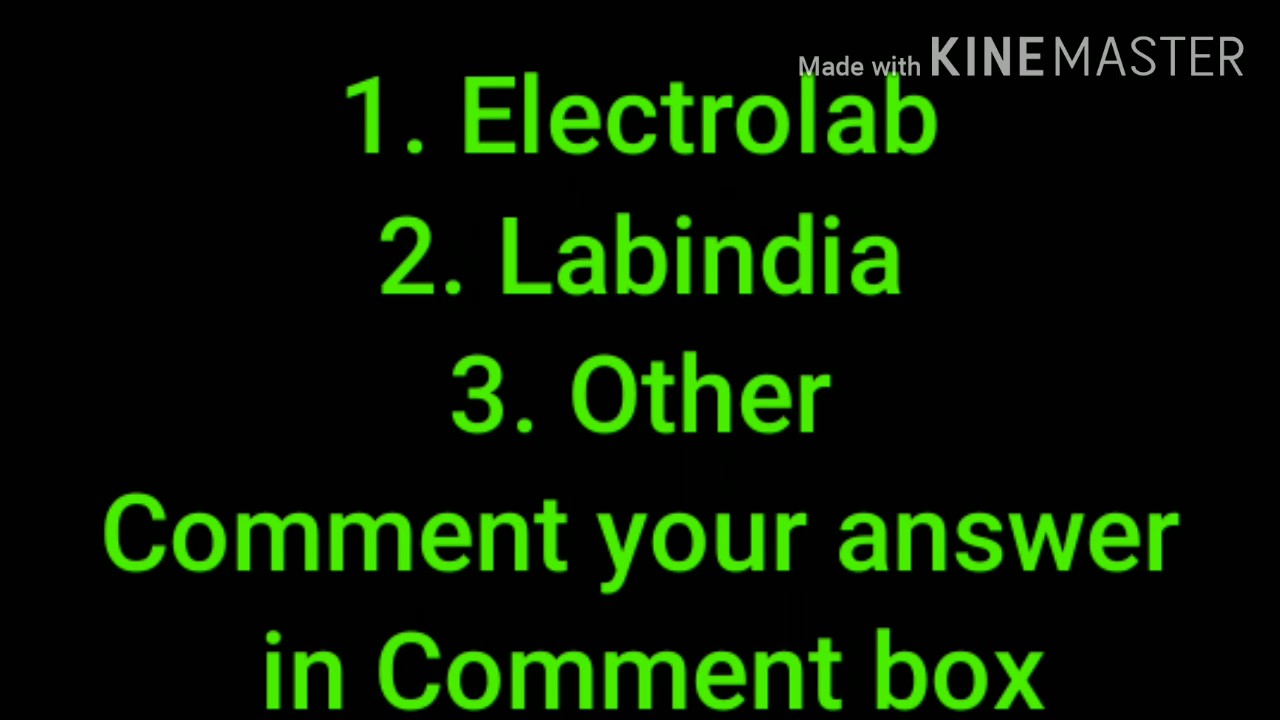 Made with KINEMASTER
1. Electrolab
2. Labindia
3. Other
Comment your answer
in Comment box